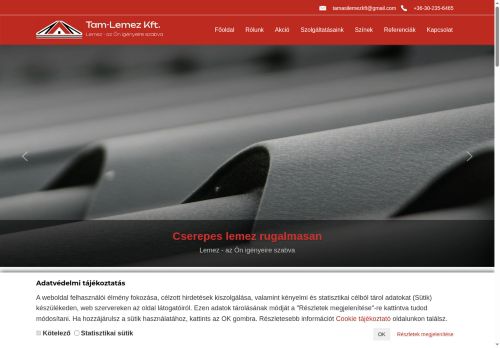 tamasilemezkft@gmail.com +36-30-235-6465
Tam-Lemez Kft.
Lemez - az Ön igényeire szabva
Főoldal Rólunk Akció Szolgáltatásaink Színek Referenciák Kapcsolat
Cserepes lemez rugalmasan
Lemez - az Ön igényeire szabva
Adatvédelmi tájékoztatás
A weboldal felhasználói élmény fokozása, célzott hirdetések kiszolgálása, valamint kényelmi és statisztikai célból tárol adatokat (Sütik)
készülékeden, web szervereken az oldal látogatóiról. Ezen adatok tárolásának módját a "Részletek megjelenítése"-re kattintva tudod
módosítani. Ha hozzájárulsz a sütik használatához, kattints az OK gombra. Részletesebb információt Cookie tájékoztató oldalunkon találsz.
Kötelező Statisztikai sütik
OK Részletek megjelenítése